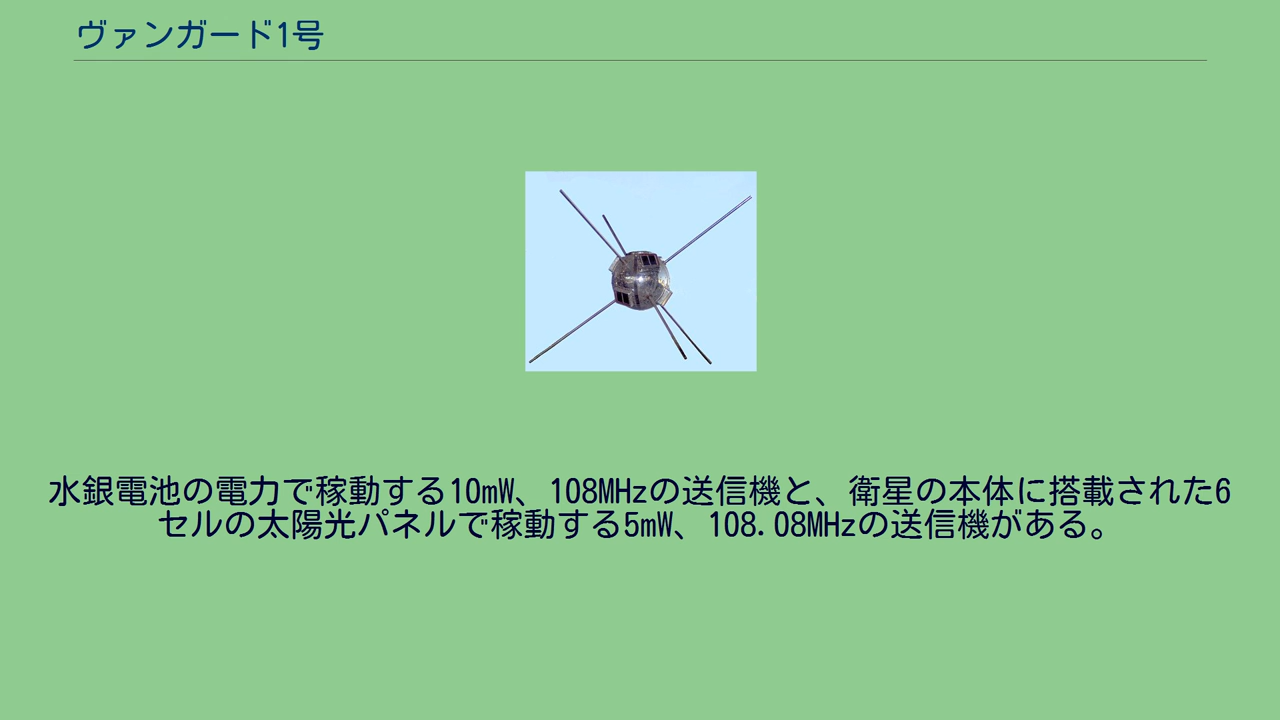 ヴァンガード1号
水銀電池の電力で稼動する10mW、108MHzの送信機と、衛星の本体に搭載された6
セルの太陽光パネルで稼動する5mW、108.08MHzの送信機がある。